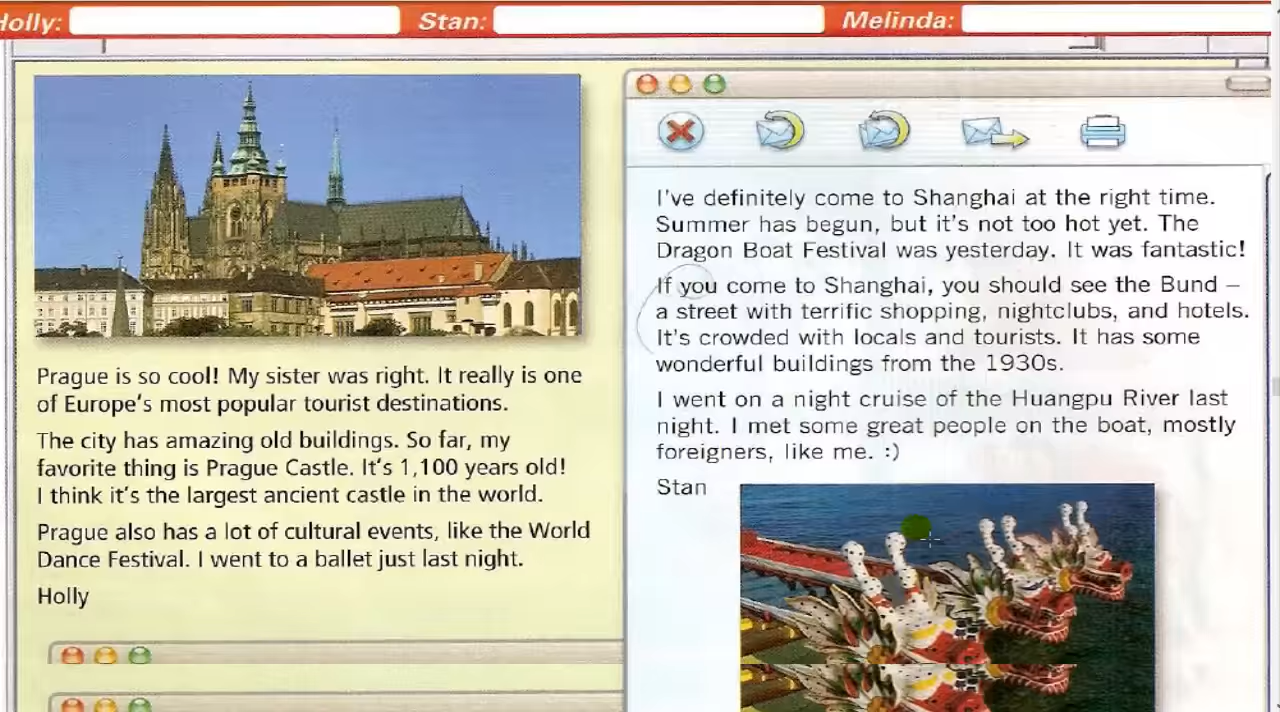 Holly:
Stan:
Melinda:
Prague is so cool! My sister was right. It really is one
of Europe's most popular tourist destinations.
The city has amazing old buildings. So far, my
favorite thing is Prague Castle. It's 1,100 years old!
I think it's the largest ancient castle in the world.
Prague also has a lot of cultural events, like the World
Dance Festival. I went to a ballet just last night.
Holly
I've definitely come to Shanghai at the right time.
Summer has begun, but it's not too hot yet. The
Dragon Boat Festival was yesterday. It was fantastic!
If you come to Shanghai, you should see the Bund –
a street with terrific shopping, nightclubs, and hotels.
It's crowded with locals and tourists. It has some
wonderful buildings from the 1930s.
I went on a night cruise of the Huangpu River last
night. I met some great people on the boat, mostly
foreigners, like me. :)
Stan